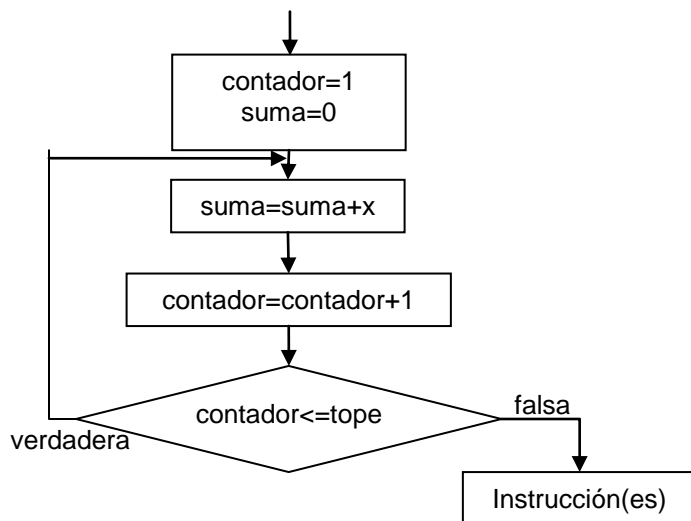 contador=1
suma=0
suma=suma+x
contador=contador+1
contador<=tope
falsa
verdadera
Instrucción(es)